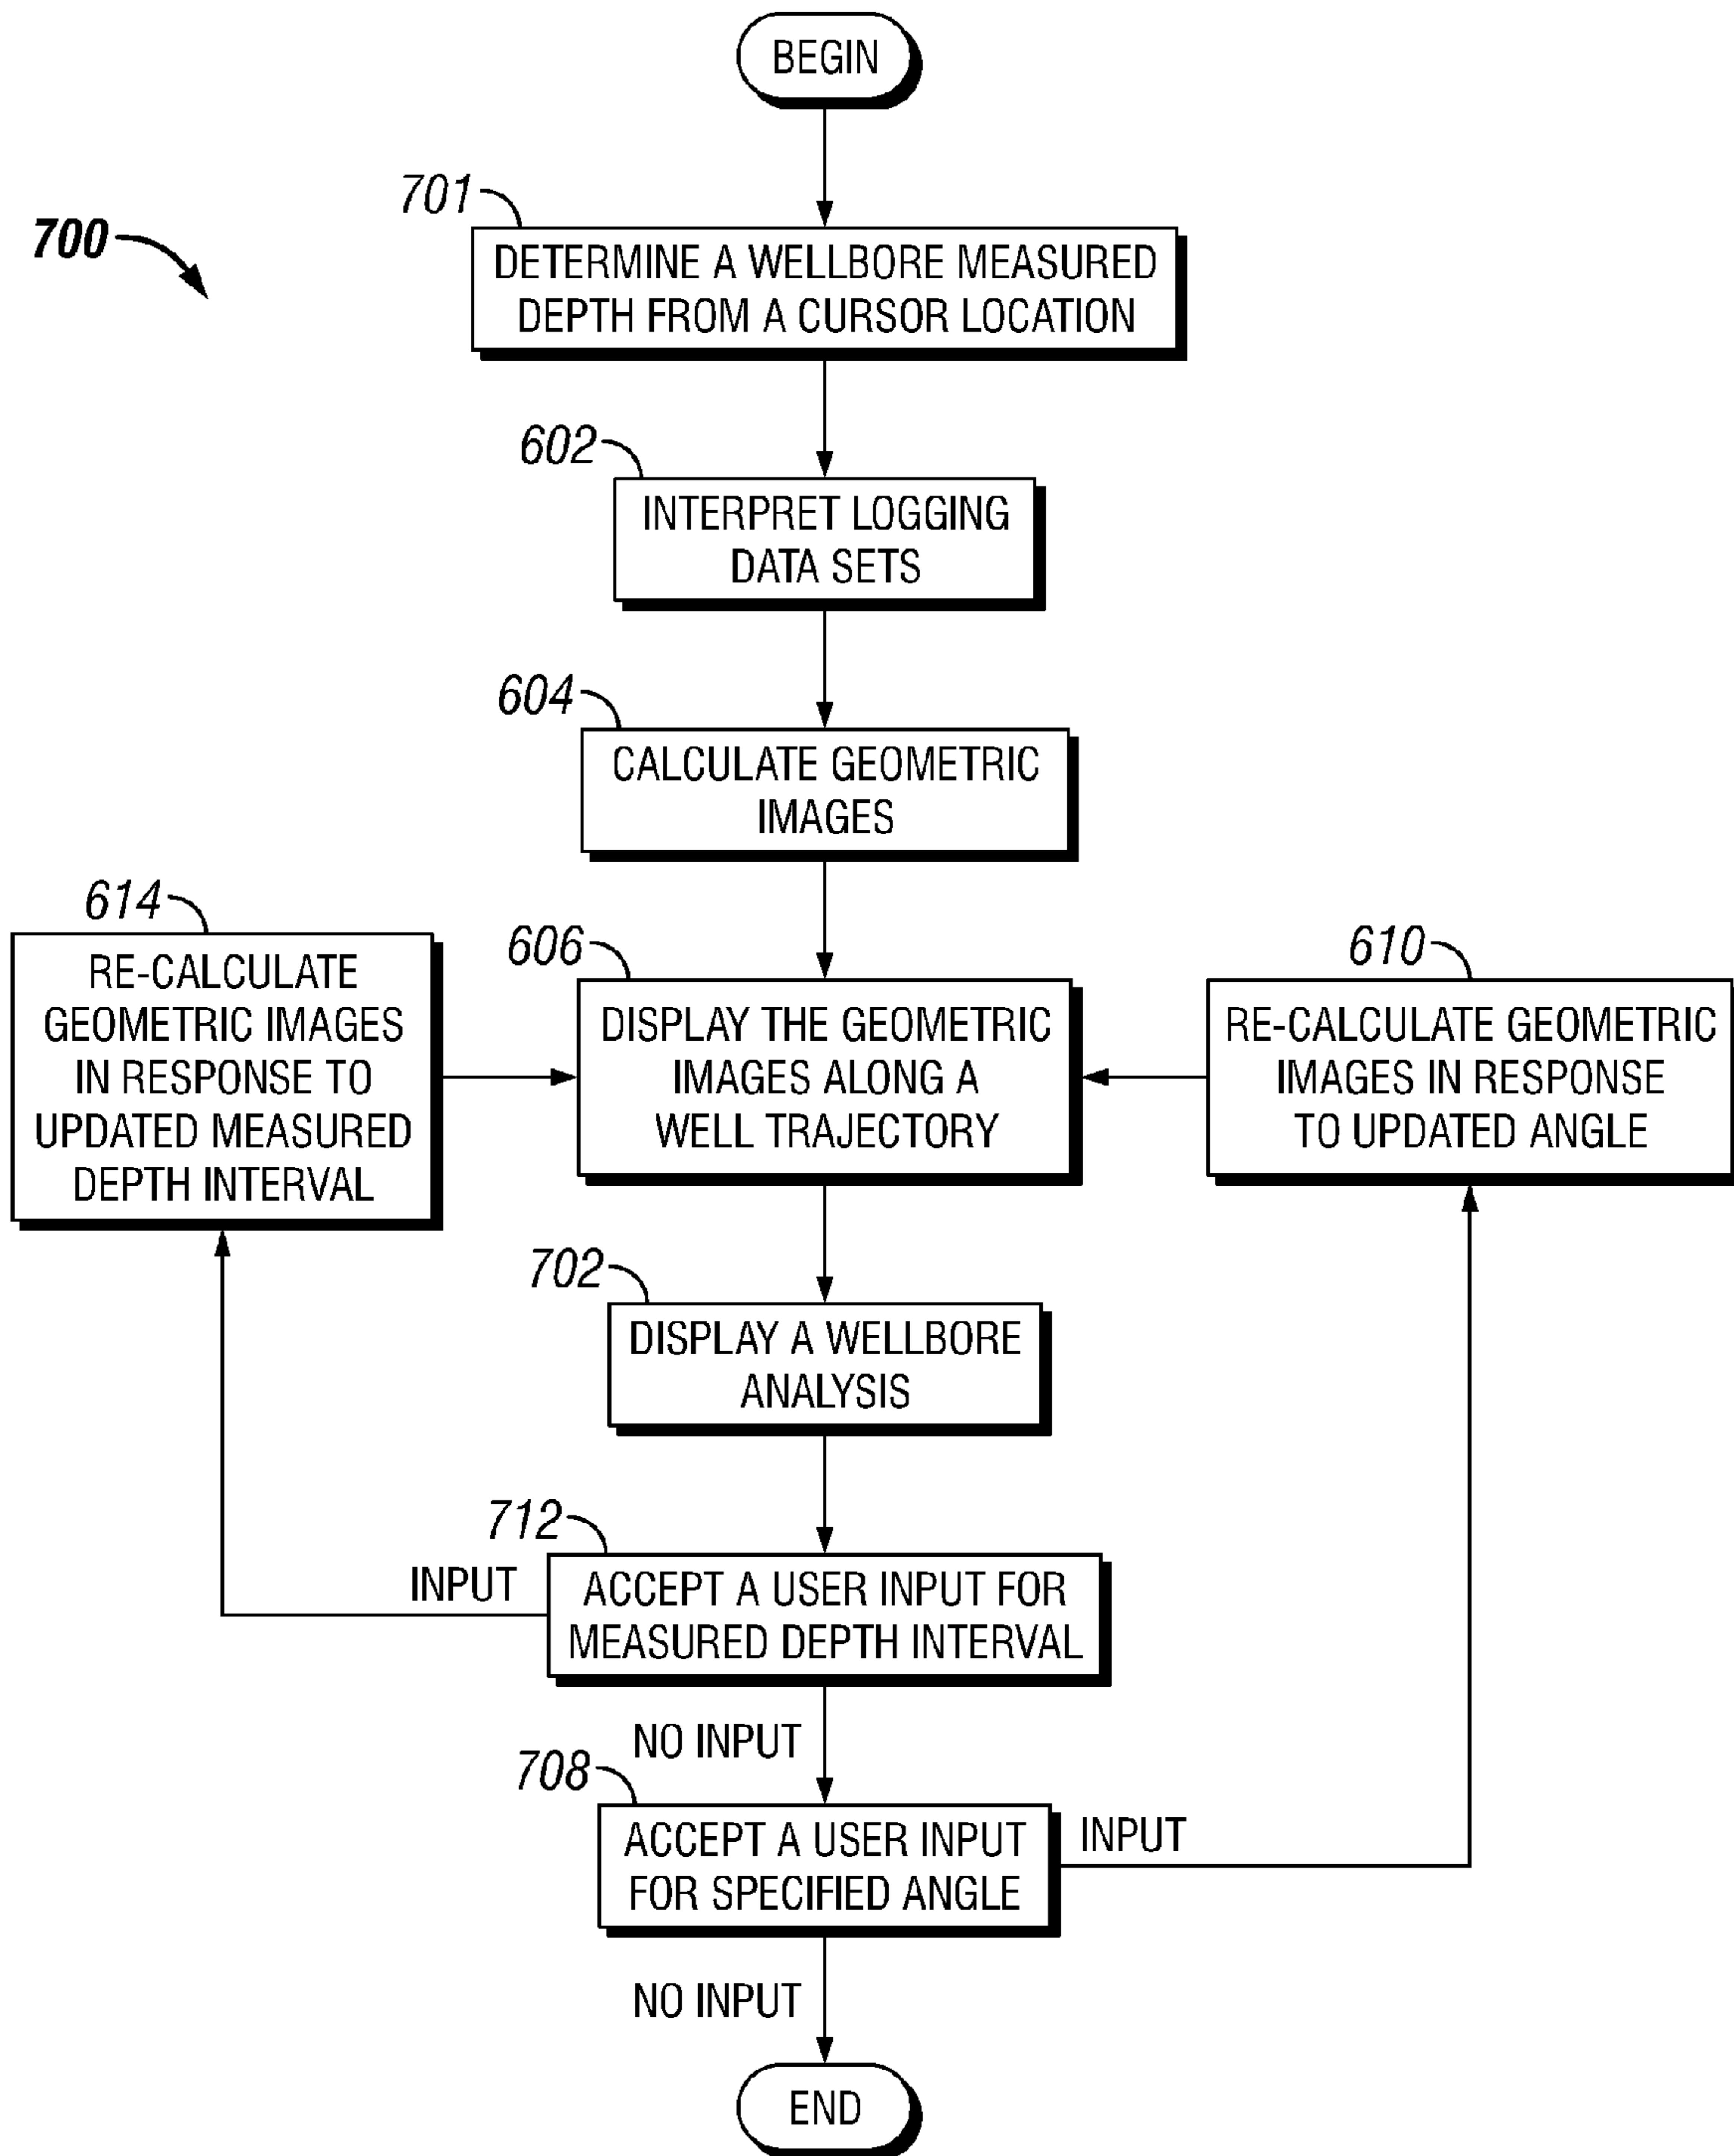 BEGIN
700
701
DETERMINE A WELLBORE MEASURED
DEPTH FROM A CURSOR LOCATION
602
INTERPRET LOGGING
DATA SETS
604
CALCULATE GEOMETRIC
IMAGES
614
RE-CALCULATE
GEOMETRIC IMAGES
IN RESPONSE TO
UPDATED MEASURED
DEPTH INTERVAL
606
DISPLAY THE GEOMETRIC
IMAGES ALONG A
WELL TRAJECTORY
610
RE-CALCULATE GEOMETRIC
IMAGES IN RESPONSE
TO UPDATED ANGLE
702
DISPLAY A WELLBORE
ANALYSIS
712
INPUT
ACCEPT A USER INPUT FOR
MEASURED DEPTH INTERVAL
NO INPUT
708
ACCEPT A USER INPUT
FOR SPECIFIED ANGLE
INPUT
NO INPUT
END